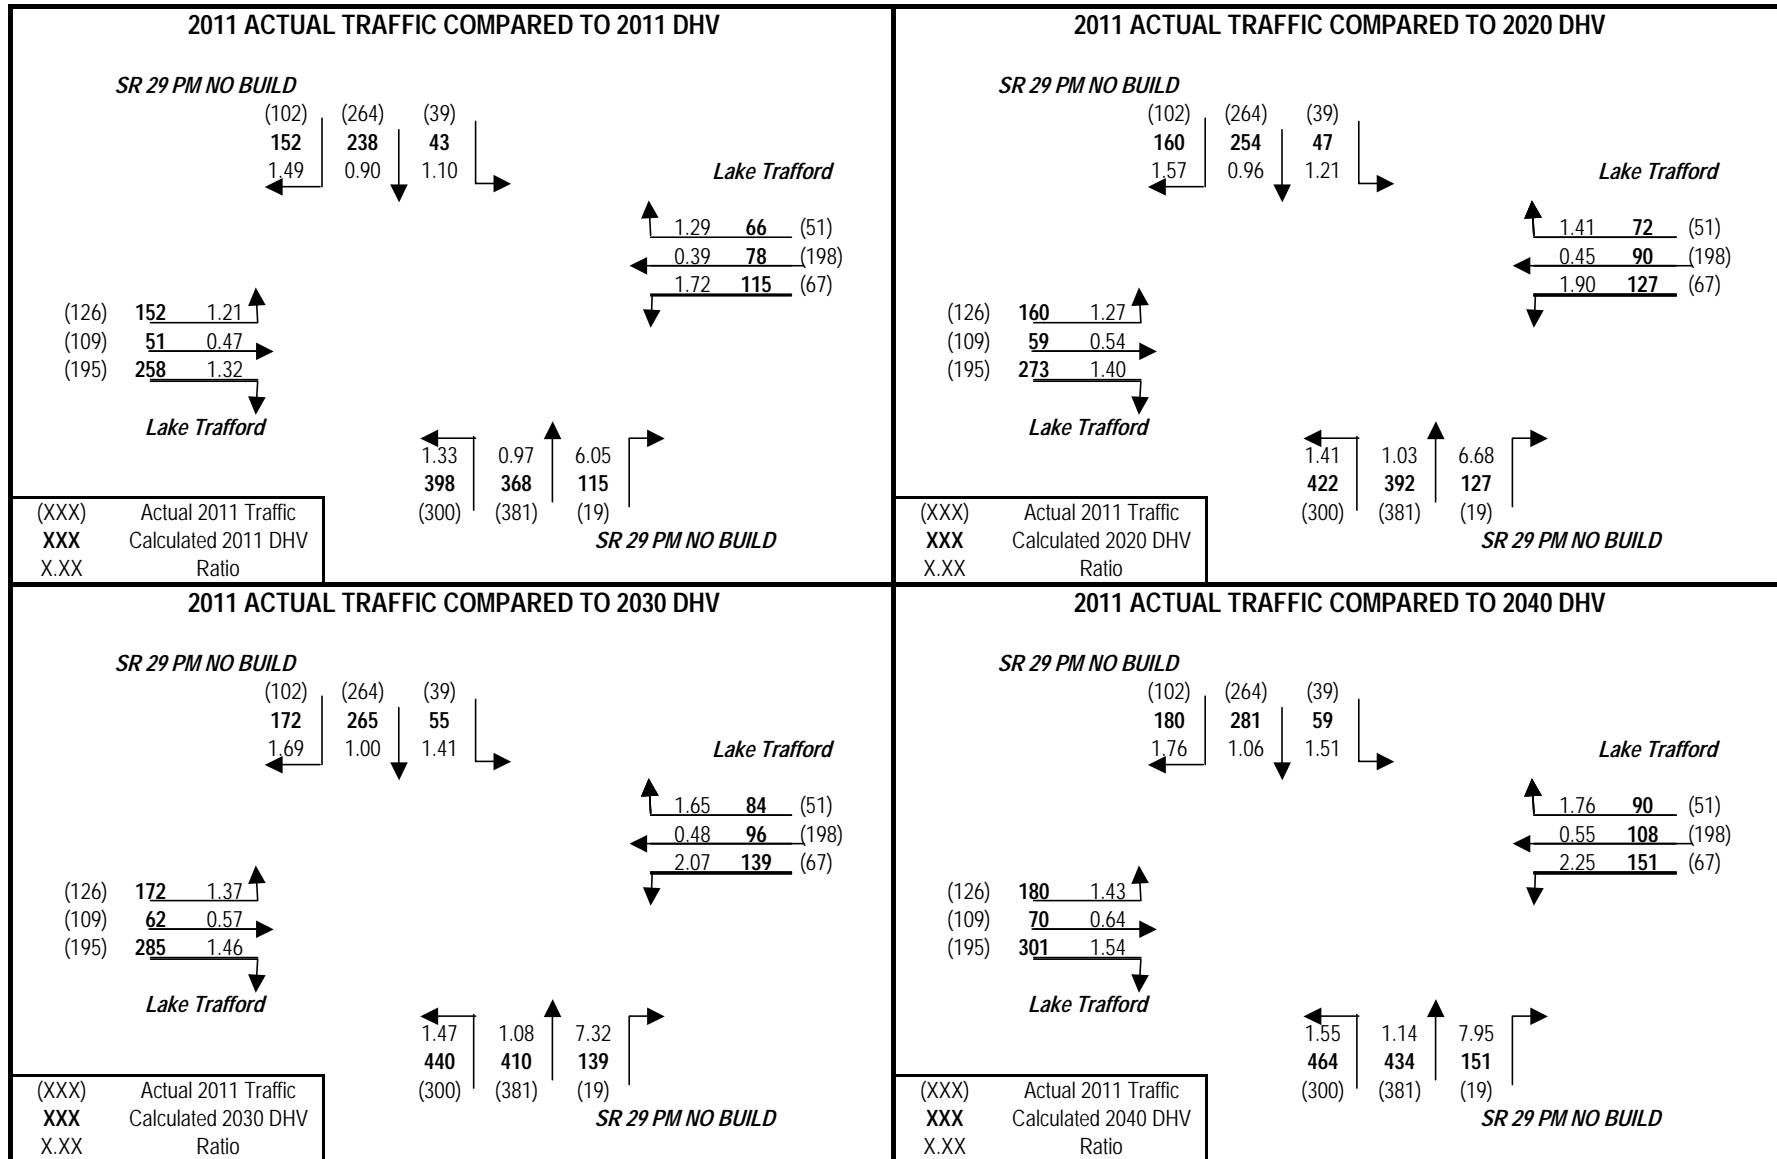 2011 ACTUAL TRAFFIC COMPARED TO 2011 DHV
SR 29 PM NO BUILD
(102) (264) (39)
152 238 43
1.49 0.90 1.10
Lake Trafford
1.29 66 (51)
0.39 78 (198)
1.72 115 (67)
(126) 152 1.21
(109) 51 0.47
(195) 258 1.32
Lake Trafford
1.33 0.97 6.05
398 368 115
(300) (381) (19)
SR 29 PM NO BUILD
(XXX) Actual 2011 Traffic
XXX Calculated 2011 DHV
X.XX Ratio
2011 ACTUAL TRAFFIC COMPARED TO 2020 DHV
SR 29 PM NO BUILD
(102) (264) (39)
160 254 47
1.57 0.96 1.21
Lake Trafford
1.41 72 (51)
0.45 90 (198)
1.90 127 (67)
(126) 160 1.27
(109) 59 0.54
(195) 273 1.40
Lake Trafford
1.41 1.03 6.68
422 392 127
(300) (381) (19)
SR 29 PM NO BUILD
(XXX) Actual 2011 Traffic
XXX Calculated 2020 DHV
X.XX Ratio
2011 ACTUAL TRAFFIC COMPARED TO 2030 DHV
SR 29 PM NO BUILD
(102) (264) (39)
172 265 55
1.69 1.00 1.41
Lake Trafford
1.65 84 (51)
0.48 96 (198)
2.07 139 (67)
(126) 172 1.37
(109) 62 0.57
(195) 285 1.46
Lake Trafford
1.47 1.08 7.32
440 410 139
(300) (381) (19)
SR 29 PM NO BUILD
(XXX) Actual 2011 Traffic
XXX Calculated 2030 DHV
X.XX Ratio
2011 ACTUAL TRAFFIC COMPARED TO 2040 DHV
SR 29 PM NO BUILD
(102) (264) (39)
180 281 59
1.76 1.06 1.51
Lake Trafford
1.76 90 (51)
0.55 108 (198)
2.25 151 (67)
(126) 180 1.43
(109) 70 0.64
(195) 301 1.54
Lake Trafford
1.55 1.14 7.95
464 434 151
(300) (381) (19)
SR 29 PM NO BUILD
(XXX) Actual 2011 Traffic
XXX Calculated 2040 DHV
X.XX Ratio